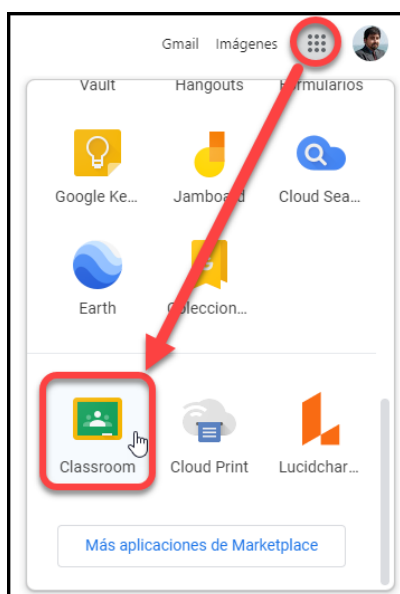 Gmail Imágenes
Vault Hangouts Formularios
Google Ke... Jamboard Cloud Sea...
Earth Coleccion...
Classroom Cloud Print Lucidchar...
Más aplicaciones de Marketplace